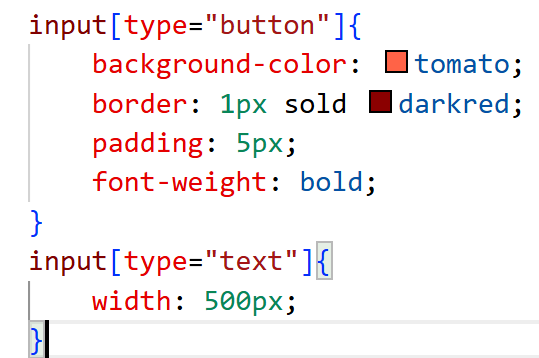 input[type="button"]{
    background-color: tomato;
    border: 1px sold darkred;
    padding: 5px;
    font-weight: bold;
}
input[type="text"]{
    width: 500px;
}